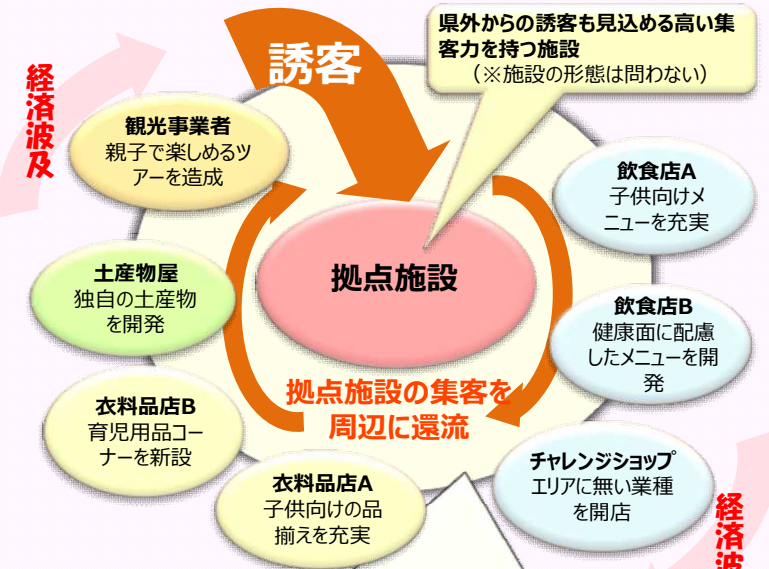 県外からの誘客も見込める高い集
客力を持つ施設
（※施設の形態は問わない）
誘客
経済波及
観光事業者
親子で楽しめるツ
アーを造成
飲食店A
子供向けメ
ニューを充実
土産物屋
独自の土産物
を開発
拠点施設
飲食店B
健康面に配慮
したメニューを開
発
拠点施設の集客を
周辺に還流
衣料品店B
育児用品コー
ナーを新設
衣料品店A
子供向けの品
揃えを充実
チャレンジショップ
エリアに無い業種
を開店
経済波